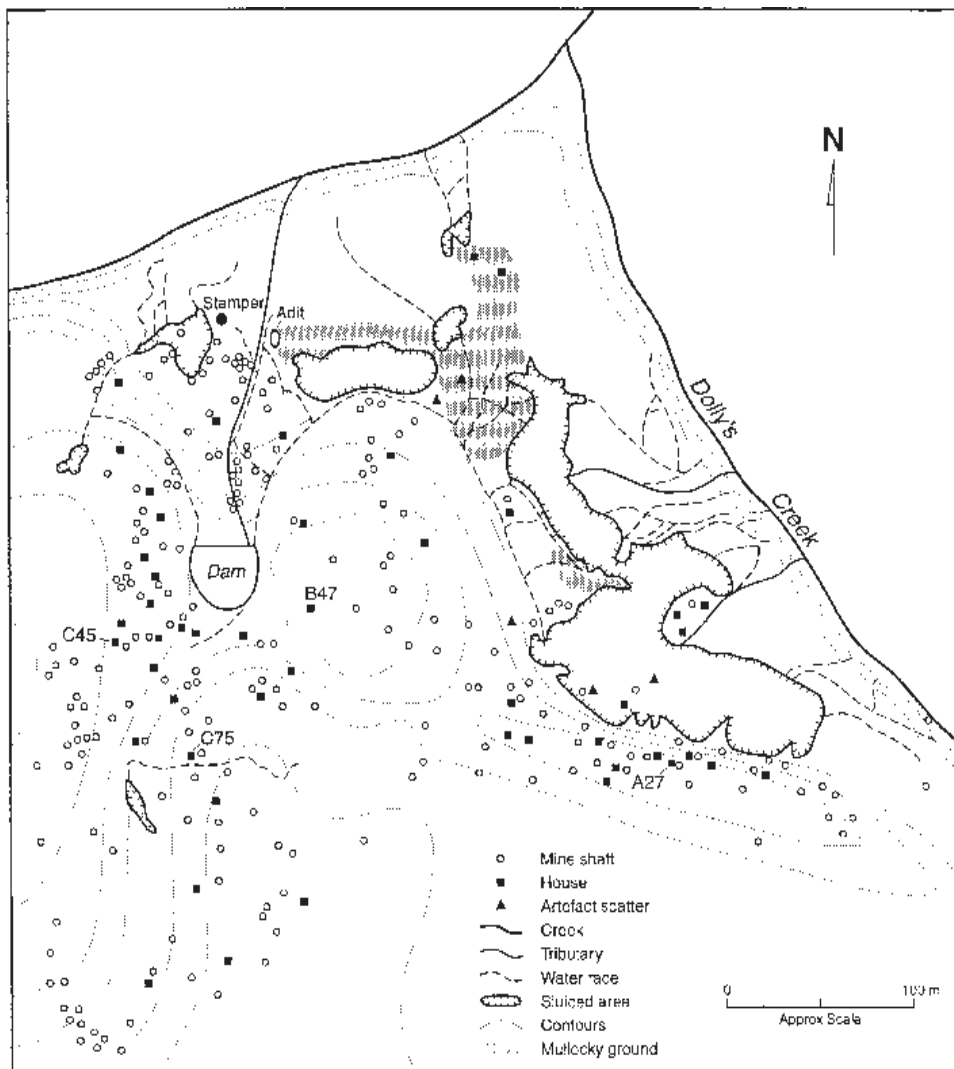 N
Stamper
Adit
Dolly's
Creek
Dam
B47
C45
C75
A27
Mine shaft
House
Artofact scatter
Creek
Tributary
Water race
Sluiced area
Contours
Mullocky ground
0
100 m
Approx Scale